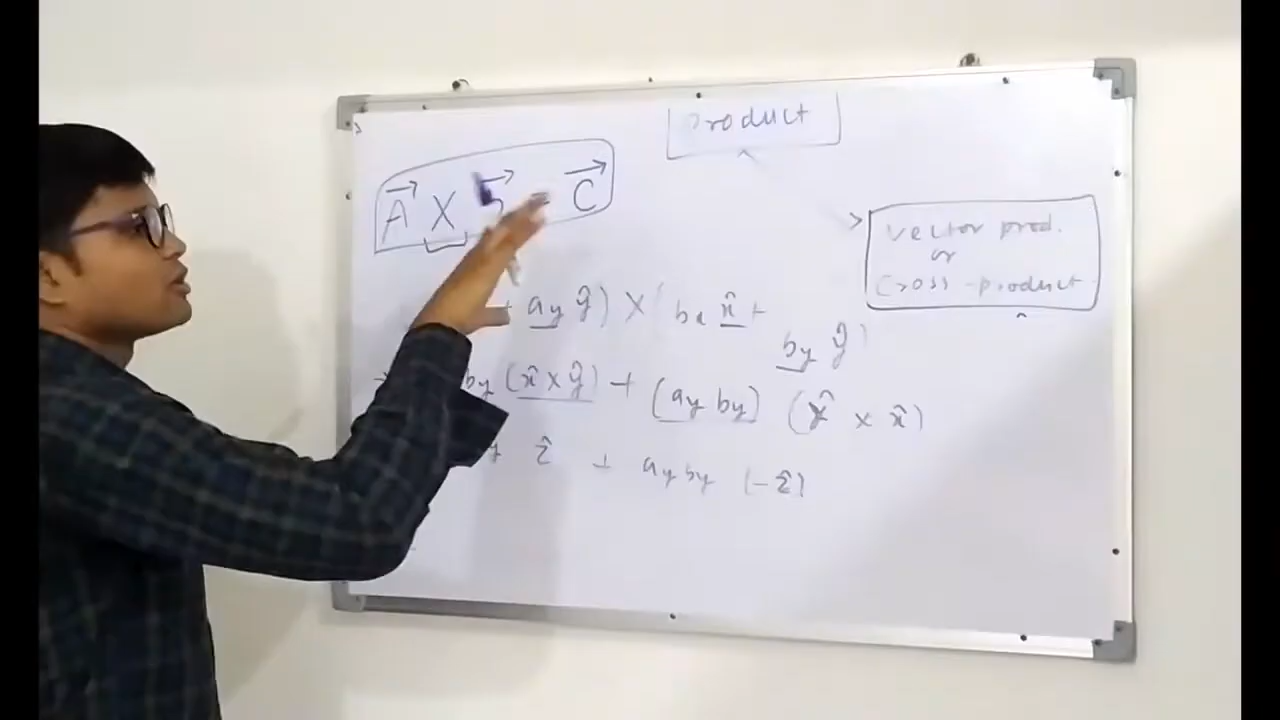 Product
A⃗ X = C⃗
vector prod.
or
Cross-product
+ ay ŷ) X (bx x̂ +
by ŷ)
by (x̂ x ŷ) + (ay by) (ŷ x x̂)
y ẑ + ay by (-ẑ)